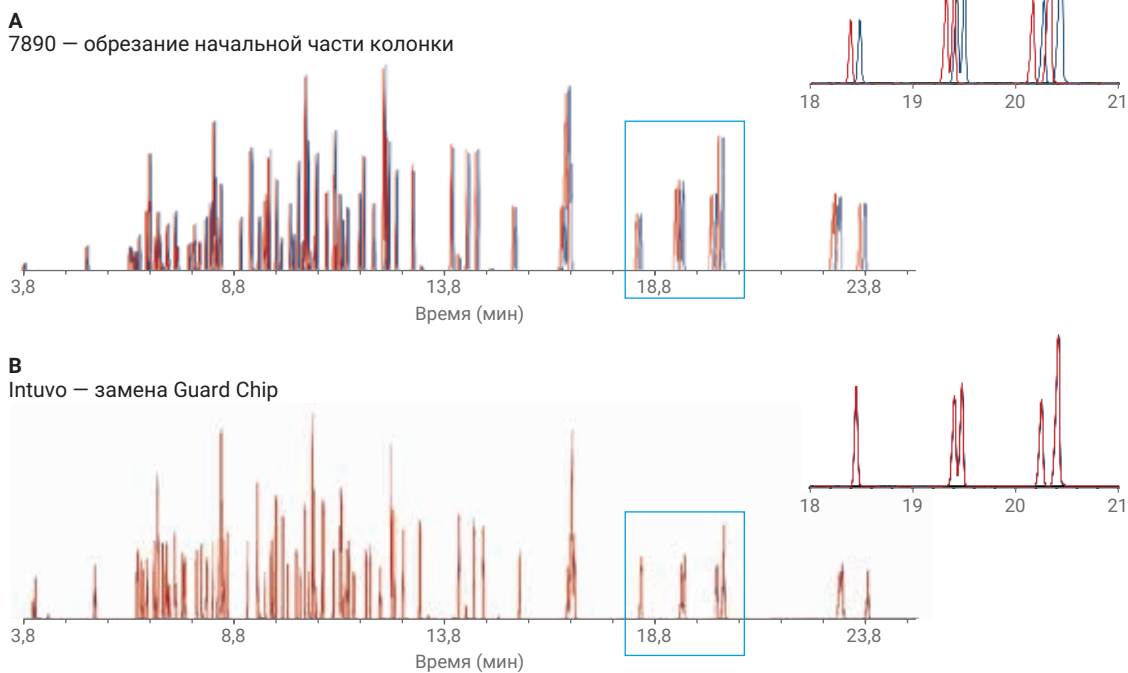 A
7890 — обрезание начальной части колонки
18 19 20 21
3,8 8,8 13,8 18,8 23,8
Время (мин)
B
Intuvo — замена Guard Chip
18 19 20 21
3,8 8,8 13,8 18,8 23,8
Время (мин)